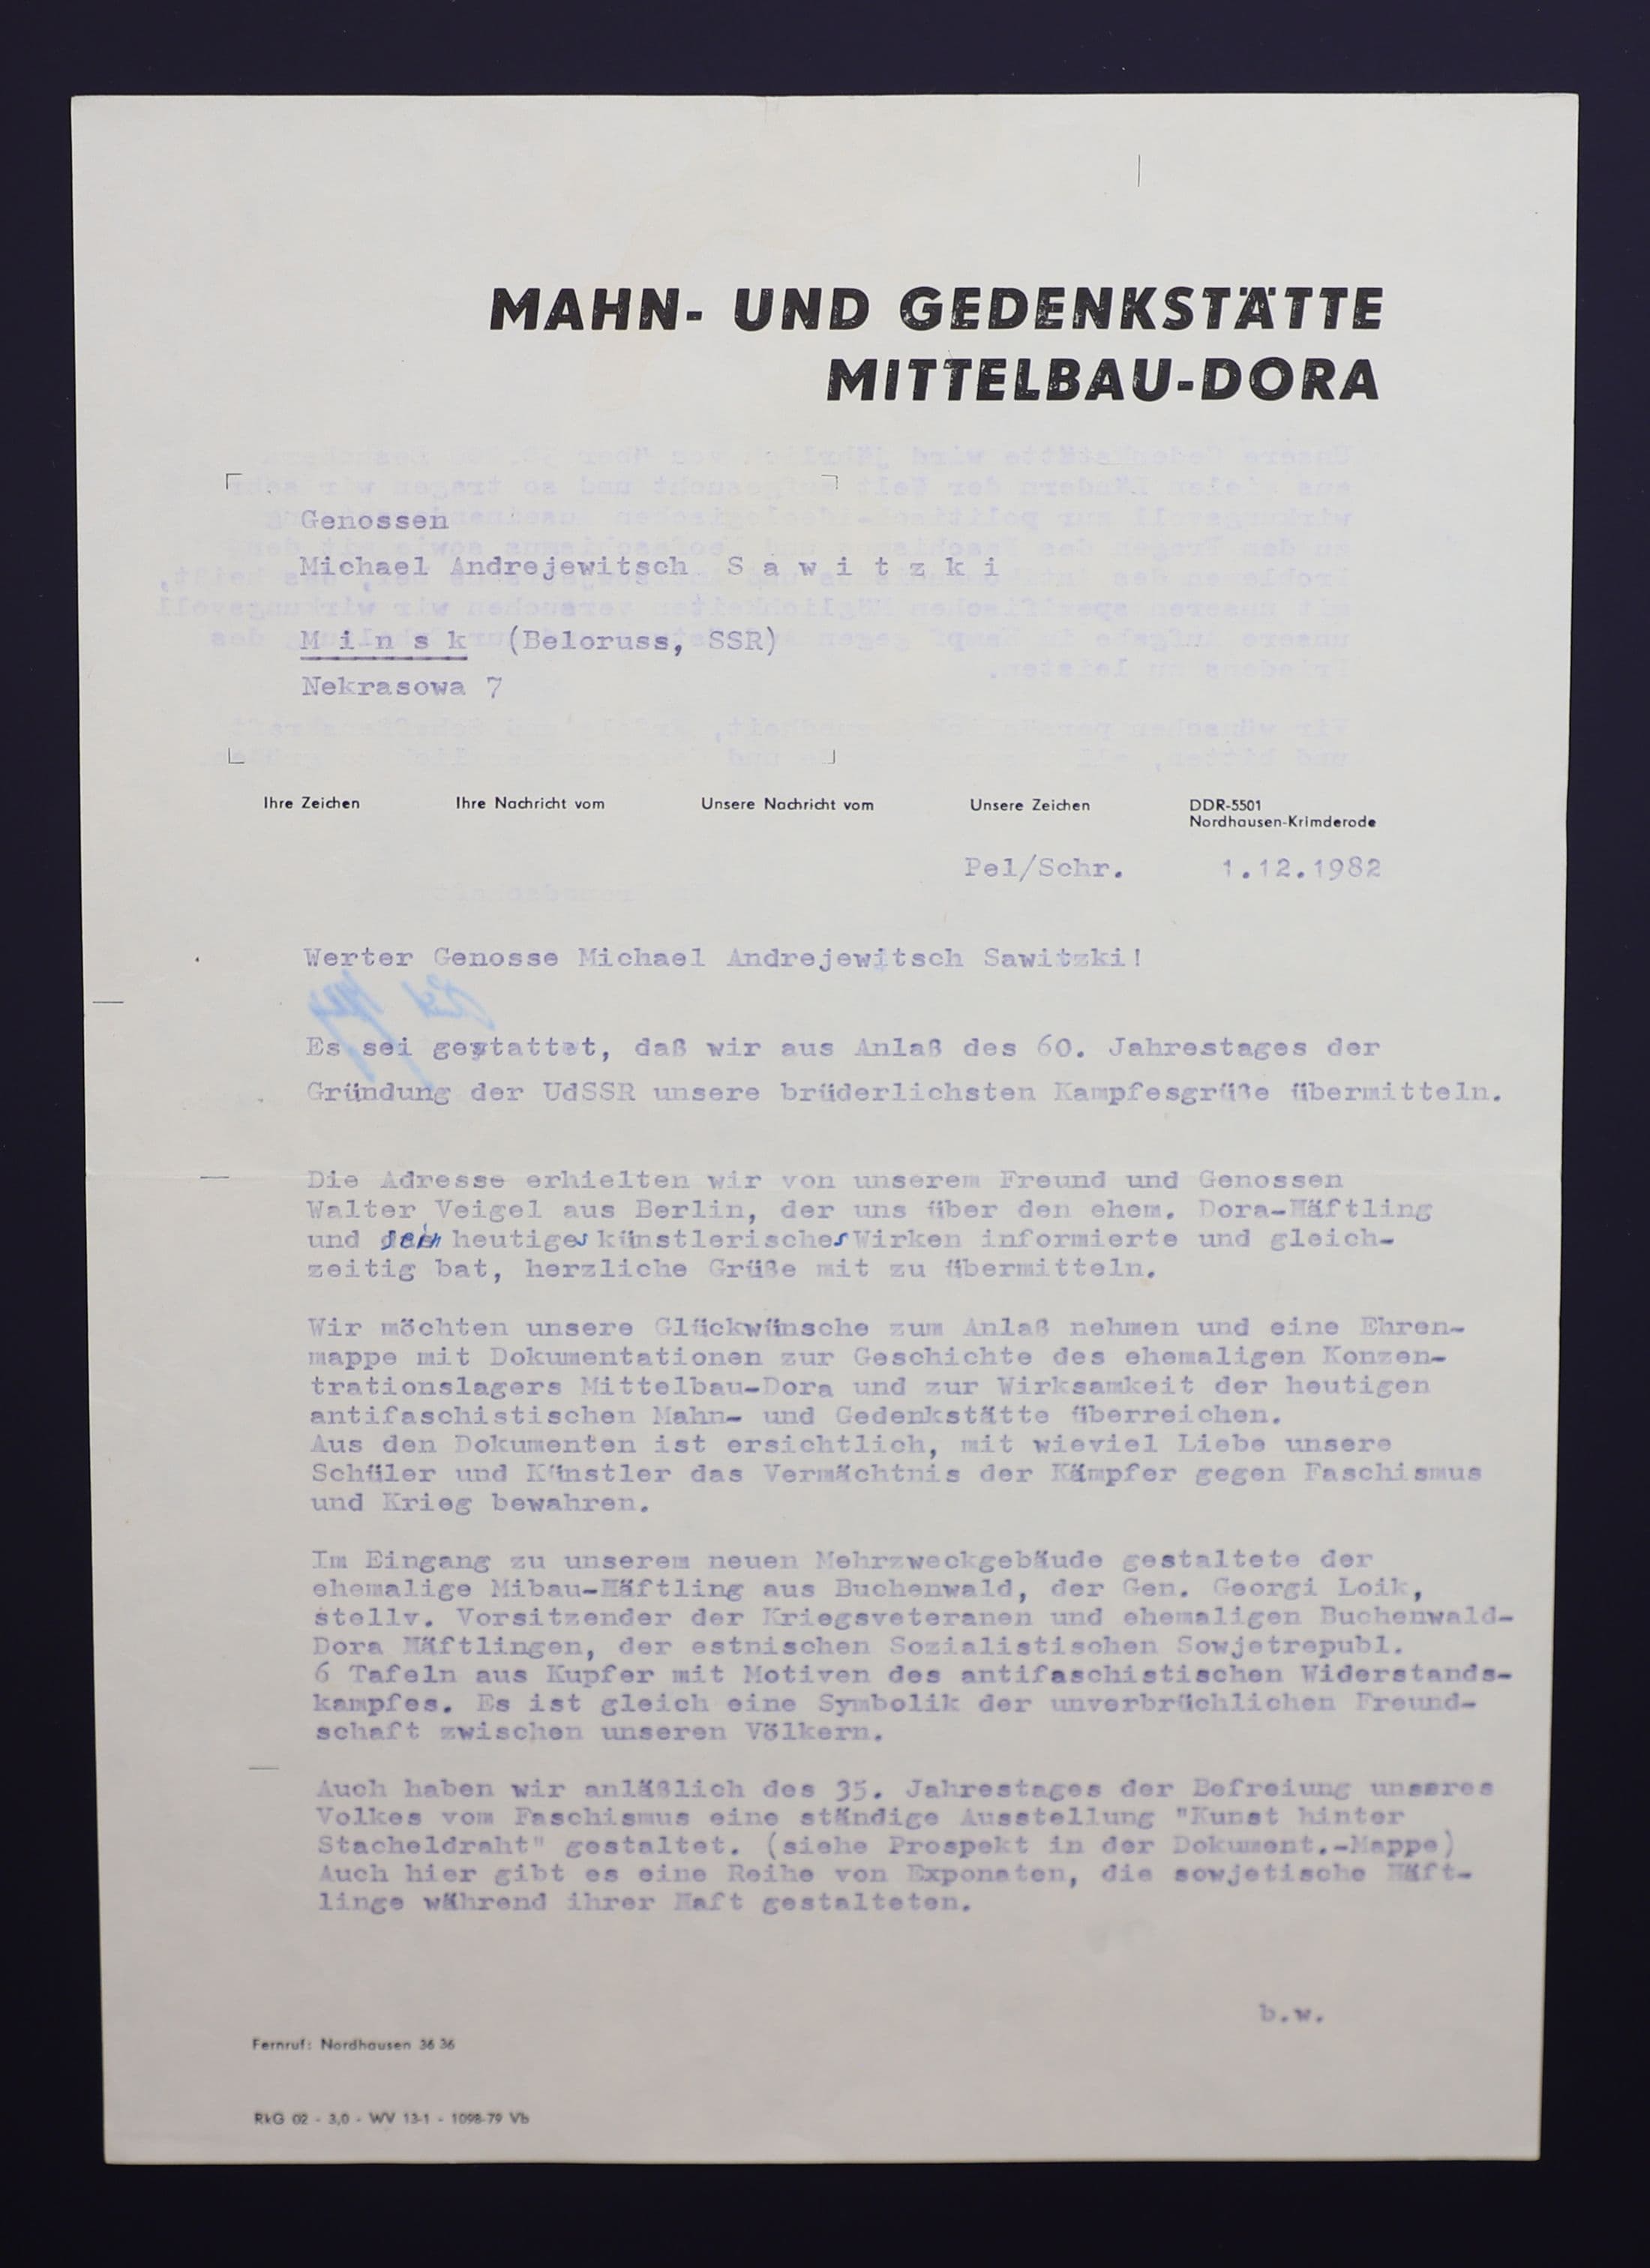 MAHN- UND GEDENKSTÄTTE
MITTELBAU-DORA
Genossen
Michael Andrejewitsch S a w i t z k i
M i n s k (Beloruss, SSR)
Nekrasowa 7
Ihre Zeichen Ihre Nachricht vom Unsere Nachricht vom Unsere Zeichen DDR-5501
Nordhausen-Krimderode
Pel/Schr. 1.12.1982
Werter Genosse Michael Andrejewitsch Sawitzki!
Es sei gestattet, daß wir aus Anlaß des 60. Jahrestages der
Gründung der UdSSR unsere brüderlichsten Kampfesgrüße übermitteln.
Die Adresse erhielten wir von unserem Freund und Genossen
Walter Veigel aus Berlin, der uns über den ehem. Dora-Häftling
und sein heutiges künstlerisches Wirken informierte und gleich-
zeitig bat, herzliche Grüße mit zu übermitteln.
Wir möchten unsere Glückwünsche zum Anlaß nehmen und eine Ehren-
mappe mit Dokumentationen zur Geschichte des ehemaligen Konzen-
trationslagers Mittelbau-Dora und zur Wirksamkeit der heutigen
antifaschistischen Mahn- und Gedenkstätte überreichen.
Aus den Dokumenten ist ersichtlich, mit wieviel Liebe unsere
Schüler und Künstler das Vermächtnis der Kämpfer gegen Faschismus
und Krieg bewahren.
Im Eingang zu unserem neuen Mehrzweckgebäude gestaltete der
ehemalige Mibau-Häftling aus Buchenwald, der Gen. Georgi Loik,
stellv. Vorsitzender der Kriegsveteranen und ehemaligen Buchenwald-
Dora Häftlingen, der estnischen Sozialistischen Sowjetrepubl.
6 Tafeln aus Kupfer mit Motiven des antifaschistischen Widerstands-
kampfes. Es ist gleich eine Symbolik der unverbrüchlichen Freund-
schaft zwischen unseren Völkern.
Auch haben wir anläßlich des 35. Jahrestages der Befreiung unseres
Volkes vom Faschismus eine ständige Ausstellung "Kunst hinter
Stacheldraht" gestaltet. (siehe Prospekt in der Dokument.-Mappe)
Auch hier gibt es eine Reihe von Exponaten, die sowjetische Häft-
linge während ihrer Haft gestalteten.
b.w.
Fernruf: Nordhausen 36 36
RkG 02 - 3,0 - WV 13-1 - 1098-79 Vb